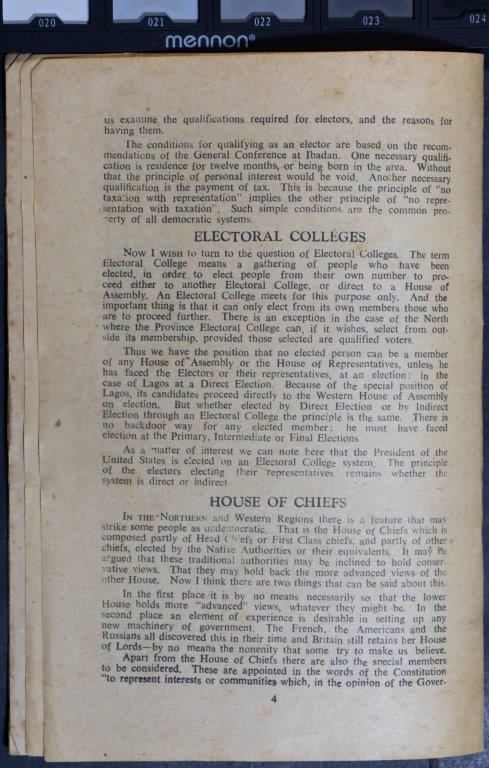 020
021
022
023
024
mennon®
us examine the qualifications required for electors, and the reasons for
having them.
The conditions for qualifying as an elector are based on the recom-
mendations of the General Conference at Ibadan. One necessary qualifi-
cation is residence for twelve months, or being born in the area. Without
that the principle of personal interest would be void. Another necessary
qualification is the payment of tax. This is because the principle of "no
taxation with representation" implies the other principle of "no repre-
sentation with taxation". Such simple conditions are the common pro-
perty of all democratic systems.
ELECTORAL COLLEGES
NOW I WISH to turn to the question of Electoral Colleges. The term
Electoral College means a gathering of people who have been
elected, in order to elect people from their own number to pro-
ceed either to another Electoral College, or direct to a House of
Assembly. An Electoral College meets for this purpose only. And the
important thing is that it can only elect from its own members those who
are to proceed further. There is an exception in the case of the North
where the Province Electoral College can, if it wishes, select from out-
side its membership, provided those selected are qualified voters.
Thus we have the position that no elected person can be a member
of any House of Assembly or the House of Representatives, unless he
has faced the Electors or their representatives, at an election: in the
case of Lagos at a Direct Election. Because of the special position of
Lagos, its candidates proceed directly to the Western House of Assembly
on election. But whether elected by Direct Election or by Indirect
Election through an Electoral College the principle is the same. There is
no backdoor way for any elected member: he must have faced
election at the Primary, Intermediate or Final Elections
As a matter of interest we can note here that the President of the
United States is elected on an Electoral College system. The principle
of the electors electing their representatives remains whether the
system is direct or indirect
HOUSE OF CHIEFS
IN THE NORTHERN and Western Regions there is a feature that may
strike some people as undemocratic. That is the House of Chiefs which is
composed partly of Head Chiefs or First Class chiefs, and partly of other
chiefs, elected by the Native Authorities or their equivalents. It may be
argued that these traditional authorities may be inclined to hold conser
vative views. That they may hold back the more advanced views of the
other House. Now I think there are two things that can be said about this.
In the first place it is by no means necessarily so that the lower
House holds more "advanced" views, whatever they might be. In the
second place an element of experience is desirable in setting up any
new machinery of government. The French, the Americans and the
Russians all discovered this in their time and Britain still retains her House
of Lords—by no means the nonenity that some try to make us believe.
Apart from the House of Chiefs there are also the special members
to be considered. These are appointed in the words of the Constitution
"to represent interests or communities which, in the opinion of the Gover-
4